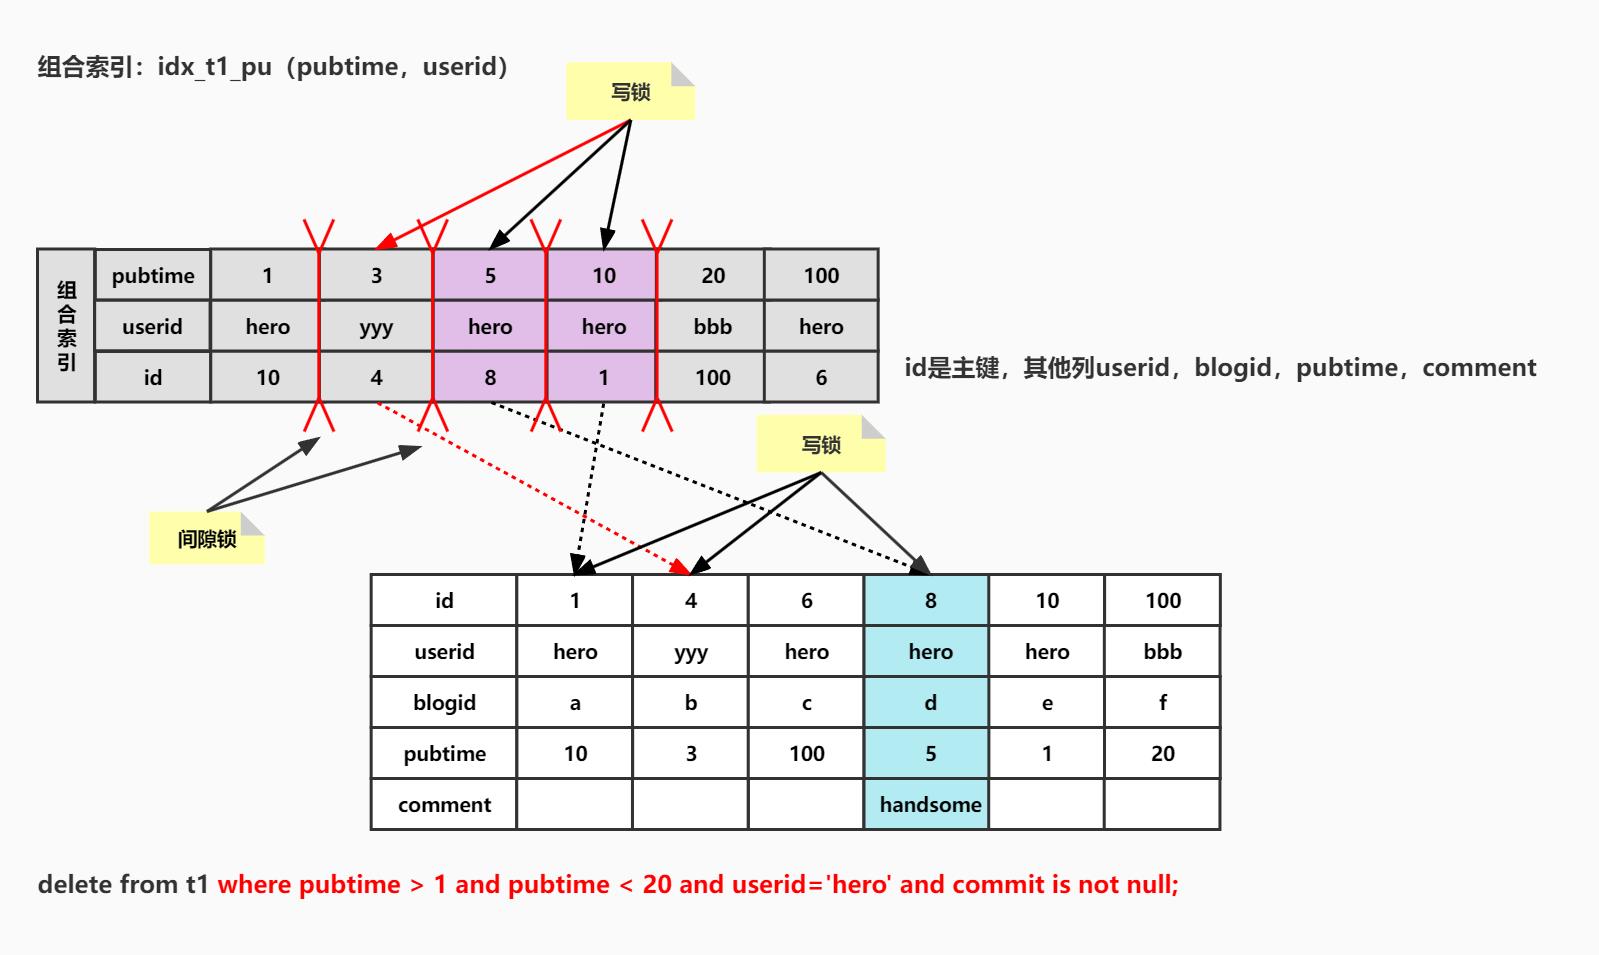 组合索引：idx_t1_pu（pubtime，userid）
写锁
组合索引
pubtime 1 3 5 10 20 100
userid hero yyy hero hero bbb hero
id 10 4 8 1 100 6
id是主键，其他列userid，blogid，pubtime，comment
写锁
间隙锁
id 1 4 6 8 10 100
userid hero yyy hero hero hero bbb
blogid a b c d e f
pubtime 10 3 100 5 1 20
comment handsome
delete from t1 where pubtime > 1 and pubtime < 20 and userid='hero' and commit is not null;